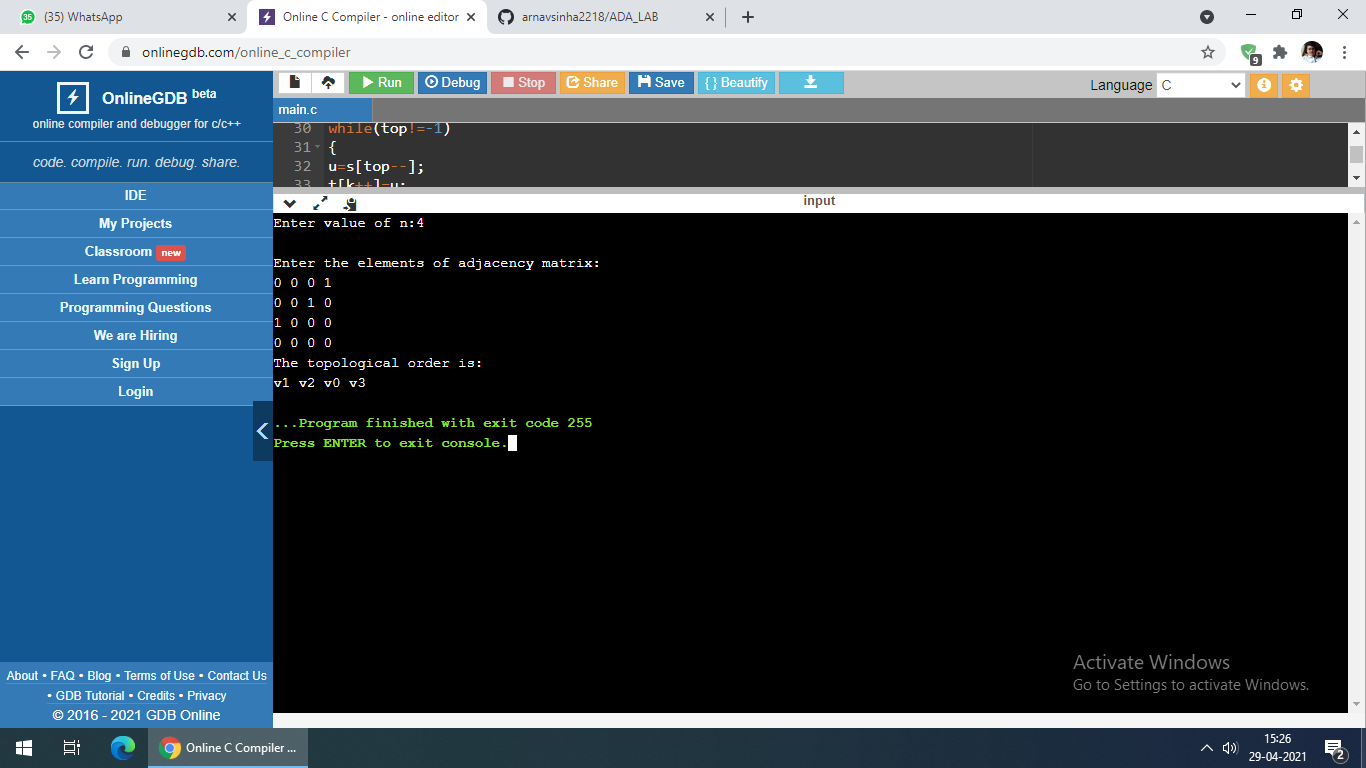 (35) WhatsApp
Online C Compiler - online editor
arnavsinha2218/ADA_LAB
onlinegdb.com/online_c_compiler
9
OnlineGDB beta
online compiler and debugger for c/c++
code. compile. run. debug. share.
IDE
My Projects
Classroom new
Learn Programming
Programming Questions
We are Hiring
Sign Up
Login
About • FAQ • Blog • Terms of Use • Contact Us
• GDB Tutorial • Credits • Privacy
© 2016 - 2021 GDB Online
Run Debug Stop Share Save { } Beautify
Language C
main.c
30 while(top!=-1)
31 {
32 u=s[top--];
33 t[k++]=u;
input
Enter value of n:4
Enter the elements of adjacency matrix:
0 0 0 1
0 0 1 0
1 0 0 0
0 0 0 0
The topological order is:
v1 v2 v0 v3
...Program finished with exit code 255
Press ENTER to exit console.
Activate Windows
Go to Settings to activate Windows.
Online C Compiler ...
15:26
29-04-2021
2